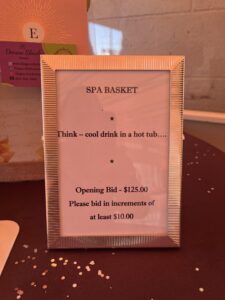 E
SPA BASKET
Think – cool drink in a hot tub….
Opening Bid - $125.00
Please bid in increments of
at least $10.00